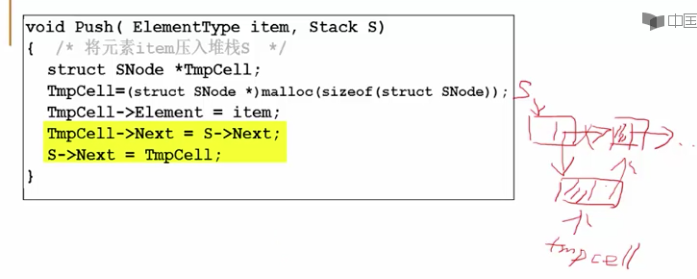 中国
void Push( ElementType item, Stack S)
{ /* 将元素item压入堆栈S */
struct SNode *TmpCell;
TmpCell=(struct SNode *)malloc(sizeof(struct SNode));
TmpCell->Element = item;
TmpCell->Next = S->Next;
S->Next = TmpCell;
}
S
tmpcell